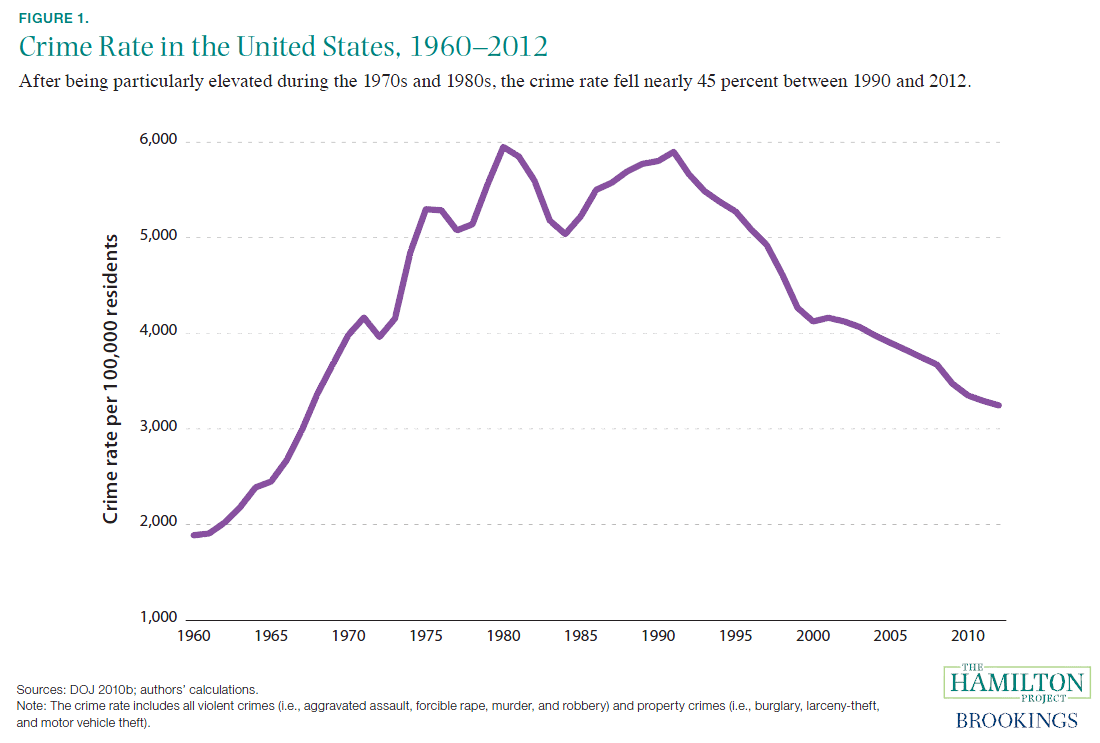 FIGURE 1.
Crime Rate in the United States, 1960–2012
After being particularly elevated during the 1970s and 1980s, the crime rate fell nearly 45 percent between 1990 and 2012.
Crime rate per 100,000 residents
6,000
5,000
4,000
3,000
2,000
1,000
1960 1965 1970 1975 1980 1985 1990 1995 2000 2005 2010
Sources: DOJ 2010b; authors’ calculations.
Note: The crime rate includes all violent crimes (i.e., aggravated assault, forcible rape, murder, and robbery) and property crimes (i.e., burglary, larceny-theft,
and motor vehicle theft).
THE
HAMILTON
PROJECT
BROOKINGS